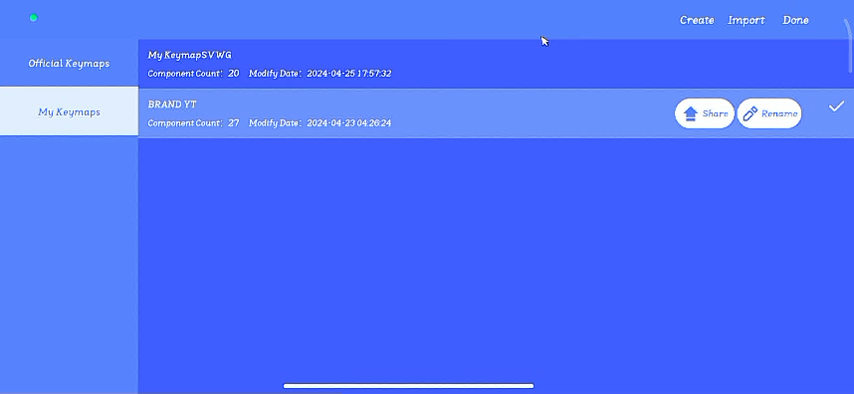 Create Import Done
Official Keymaps
My Keymaps
My KeymapSVWG
Component Count: 20 Modify Date: 2024-04-25 17:57:32
BRAND YT
Component Count: 27 Modify Date: 2024-04-23 04:26:24
Share Rename